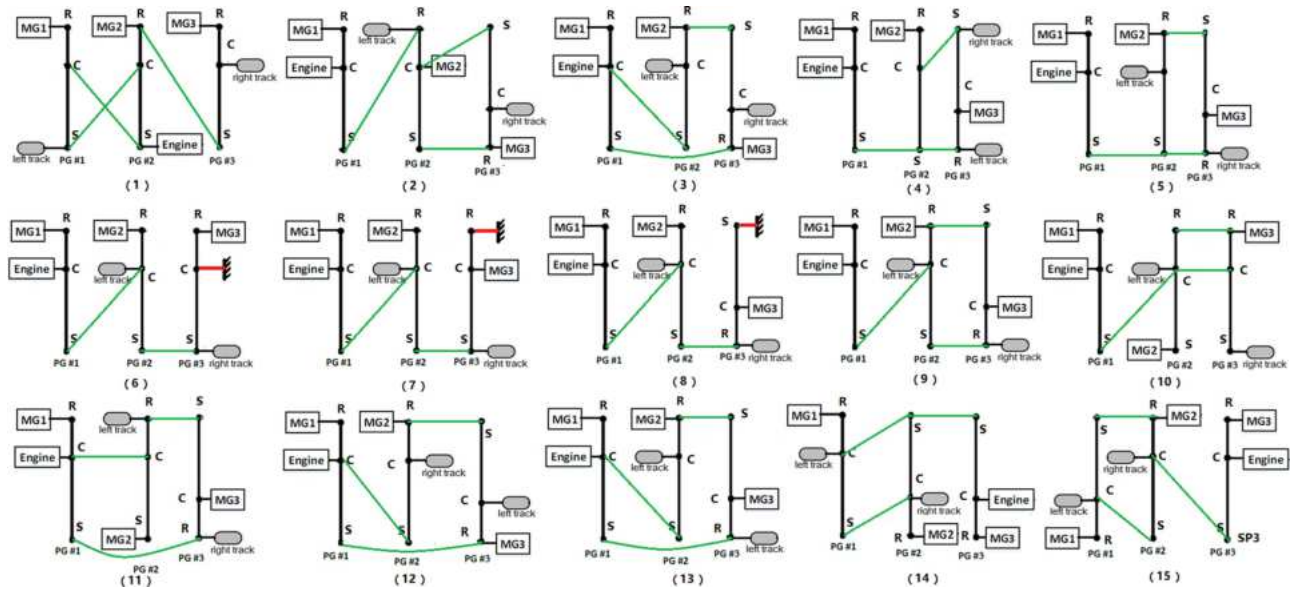 R R R
MG1 MG2 MG3
C
C C
right track
S S S
Engine
left track
PG #1 PG #2 PG #3
(1)
R R S
MG1 left track
Engine C C MG2
C
right track
S S MG3
R
PG #1 PG #2 PG #3
(2)
R R S
MG1 MG2
Engine C C
left track
C
right track
S S R MG3
PG #1 PG #2 PG #3
(3)
R R S
MG1 MG2
right track
Engine C C
C MG3
S S R
left track
PG #1 PG #2 PG #3
(4)
R R S
MG1 MG2
Engine C C
left track
C
MG3
S S R
right track
PG #1 PG #2 PG #3
(5)
R R R
MG1 MG2 MG3
Engine C C C
left track
S S S
right track
PG #1 PG #2 PG #3
(6)
R R R
MG1 MG2
Engine C C C MG3
left track
S S S
right track
PG #1 PG #2 PG #3
(7)
R R S
MG1 MG2
Engine C C
left track
C MG3
S S R
right track
PG #1 PG #2 PG #3
(8)
R R S
MG1 MG2
Engine C C
left track
C MG3
S S R
right track
PG #1 PG #2 PG #3
(9)
R R R
MG1 MG3
Engine C C C
left track
S S S
MG2 right track
PG #1 PG #2 PG #3
(10)
R R S
MG1 left track
Engine C C
C MG3
S S R
MG2 right track
PG #1 PG #2 PG #3
(11)
R R
MG1 MG2 S
Engine C C
right track
C
left track
S S R MG3
PG #1 PG #2 PG #3
(12)
R R S
MG1 MG2
Engine C C
left track
C MG3
S S R
left track
PG #1 PG #2 PG #3
(13)
R S
MG1 S
left track C
C C Engine
right track
S R MG2 R MG3
PG #1 PG #2 PG #3
(14)
R R
MG2 MG3
S
right track C C Engine
C
left track
MG1 R S S SP3
PG #1 PG #2 PG #3
(15)